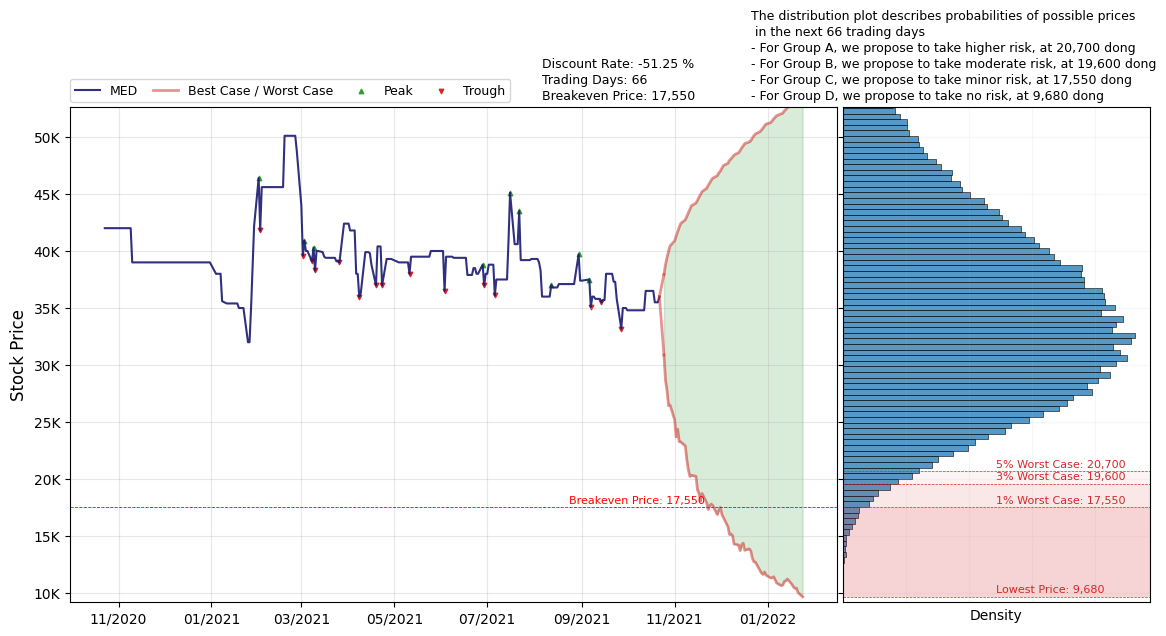 The distribution plot describes probabilities of possible prices
in the next 66 trading days
- For Group A, we propose to take higher risk, at 20,700 dong
- For Group B, we propose to take moderate risk, at 19,600 dong
- For Group C, we propose to take minor risk, at 17,550 dong
- For Group D, we propose to take no risk, at 9,680 dong
Discount Rate: -51.25 %
Trading Days: 66
Breakeven Price: 17,550
MED
Best Case / Worst Case
Peak
Trough
Stock Price
50K
45K
40K
35K
30K
25K
20K
15K
10K
Breakeven Price: 17,550
11/2020
01/2021
03/2021
05/2021
07/2021
09/2021
11/2021
01/2022
5% Worst Case: 20,700
3% Worst Case: 19,600
1% Worst Case: 17,550
Lowest Price: 9,680
Density